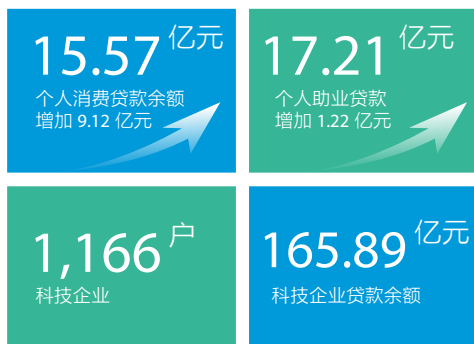 15.57 亿元
个人消费贷款余额
增加 9.12 亿元
17.21 亿元
个人助业贷款
增加 1.22 亿元
1,166 户
科技企业
165.89 亿元
科技企业贷款余额